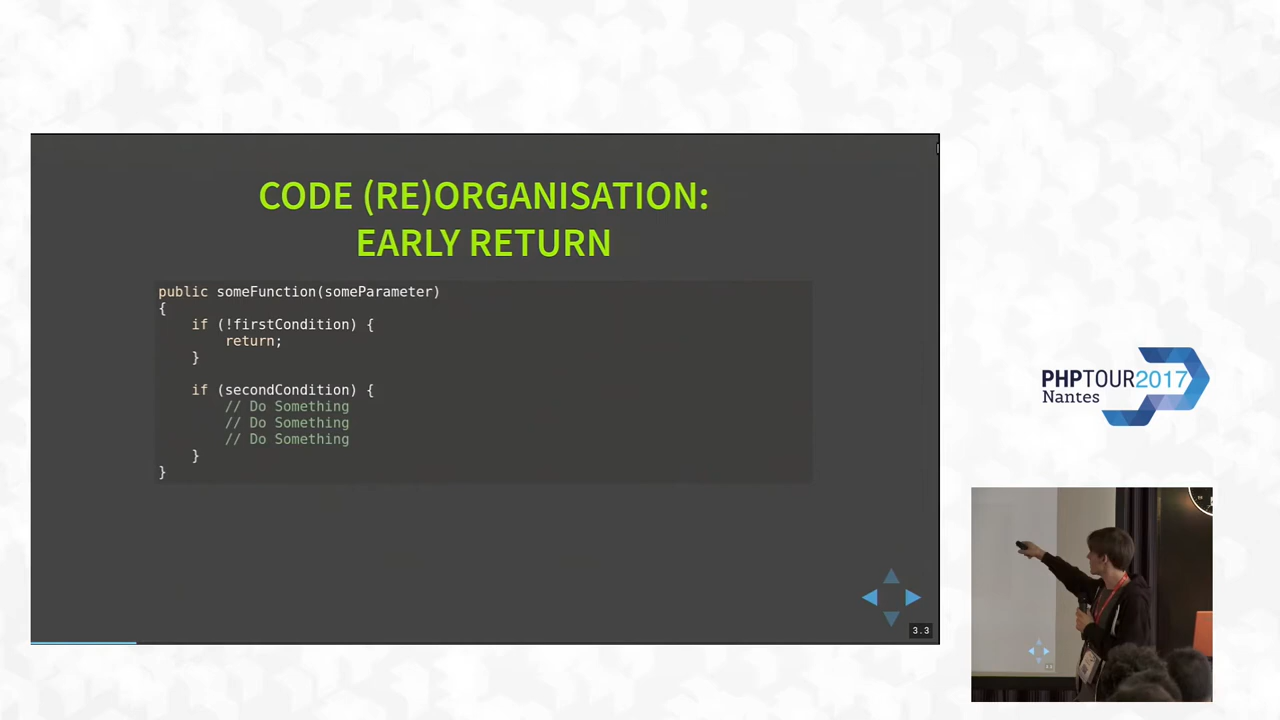 CODE (RE)ORGANISATION:
EARLY RETURN
public someFunction(someParameter)
{
    if (!firstCondition) {
        return;
    }
    if (secondCondition) {
        // Do Something
        // Do Something
        // Do Something
    }
}
3.3
PHPTOUR2017
Nantes